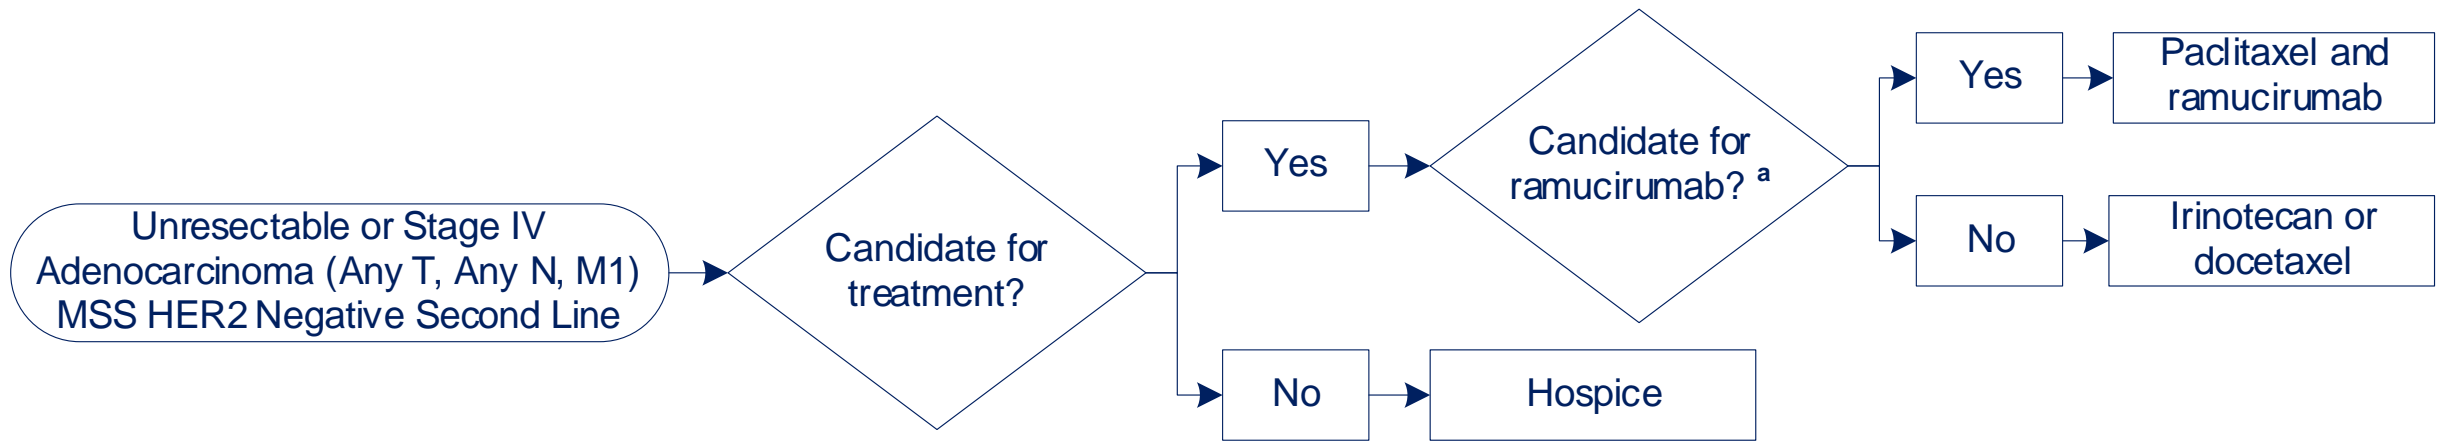 Unresectable or Stage IV
Adenocarcinoma (Any T, Any N, M1)
MSS HER2 Negative Second Line
Candidate for
treatment?
Yes
Candidate for
ramucirumab? a
Yes
Paclitaxel and
ramucirumab
No
Irinotecan or
docetaxel
No
Hospice